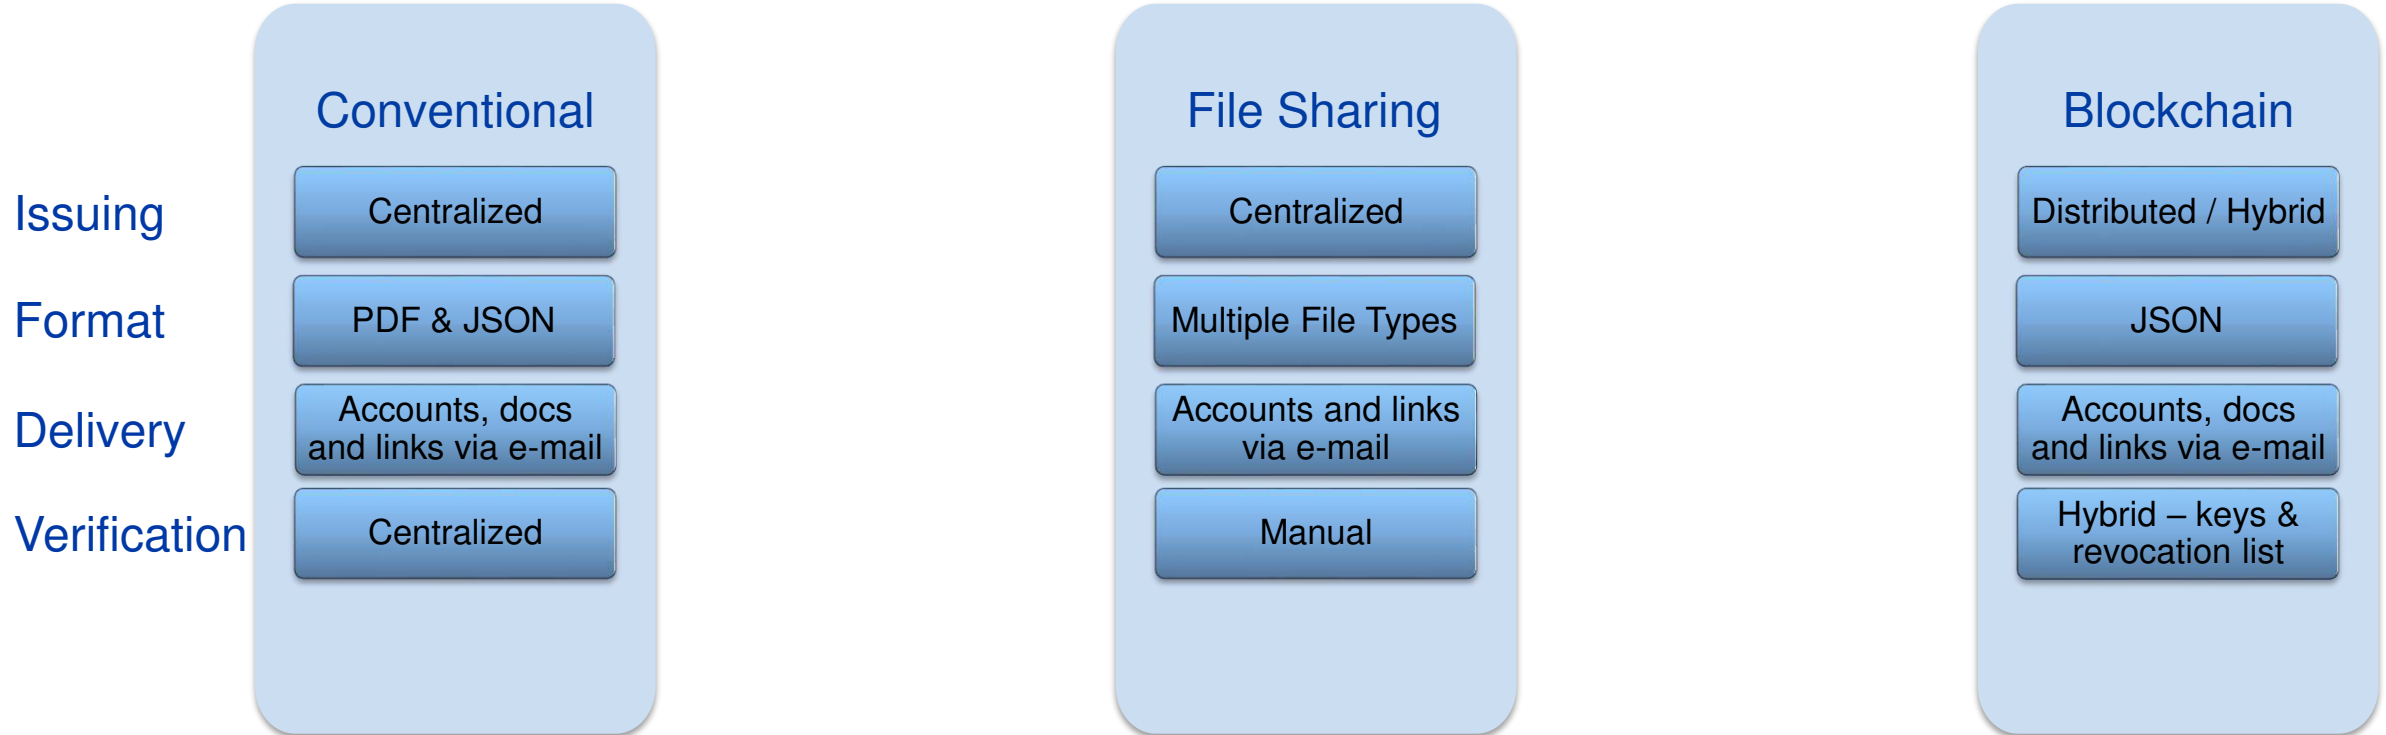 Conventional
File Sharing
Blockchain
Issuing
Centralized
Centralized
Distributed / Hybrid
Format
PDF & JSON
Multiple File Types
JSON
Delivery
Accounts, docs
and links via e-mail
Accounts and links
via e-mail
Accounts, docs
and links via e-mail
Verification
Centralized
Manual
Hybrid – keys &
revocation list